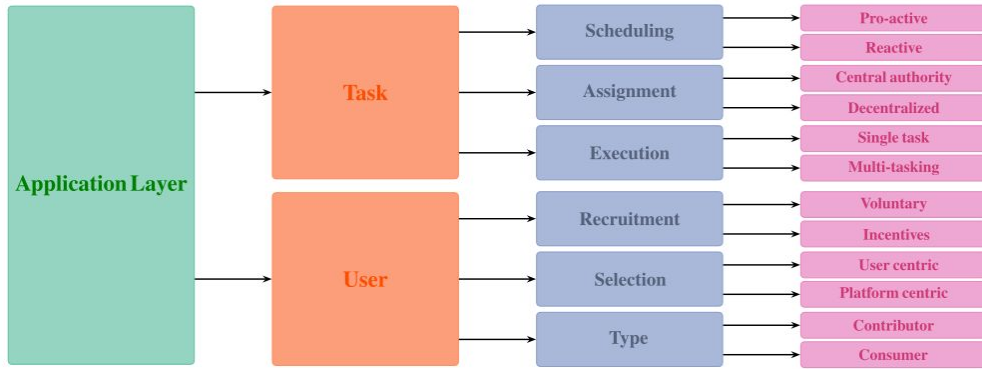 Application Layer
Task
Scheduling
Pro-active
Reactive
Assignment
Central authority
Decentralized
Execution
Single task
Multi-tasking
User
Recruitment
Voluntary
Incentives
Selection
User centric
Platform centric
Type
Contributor
Consumer